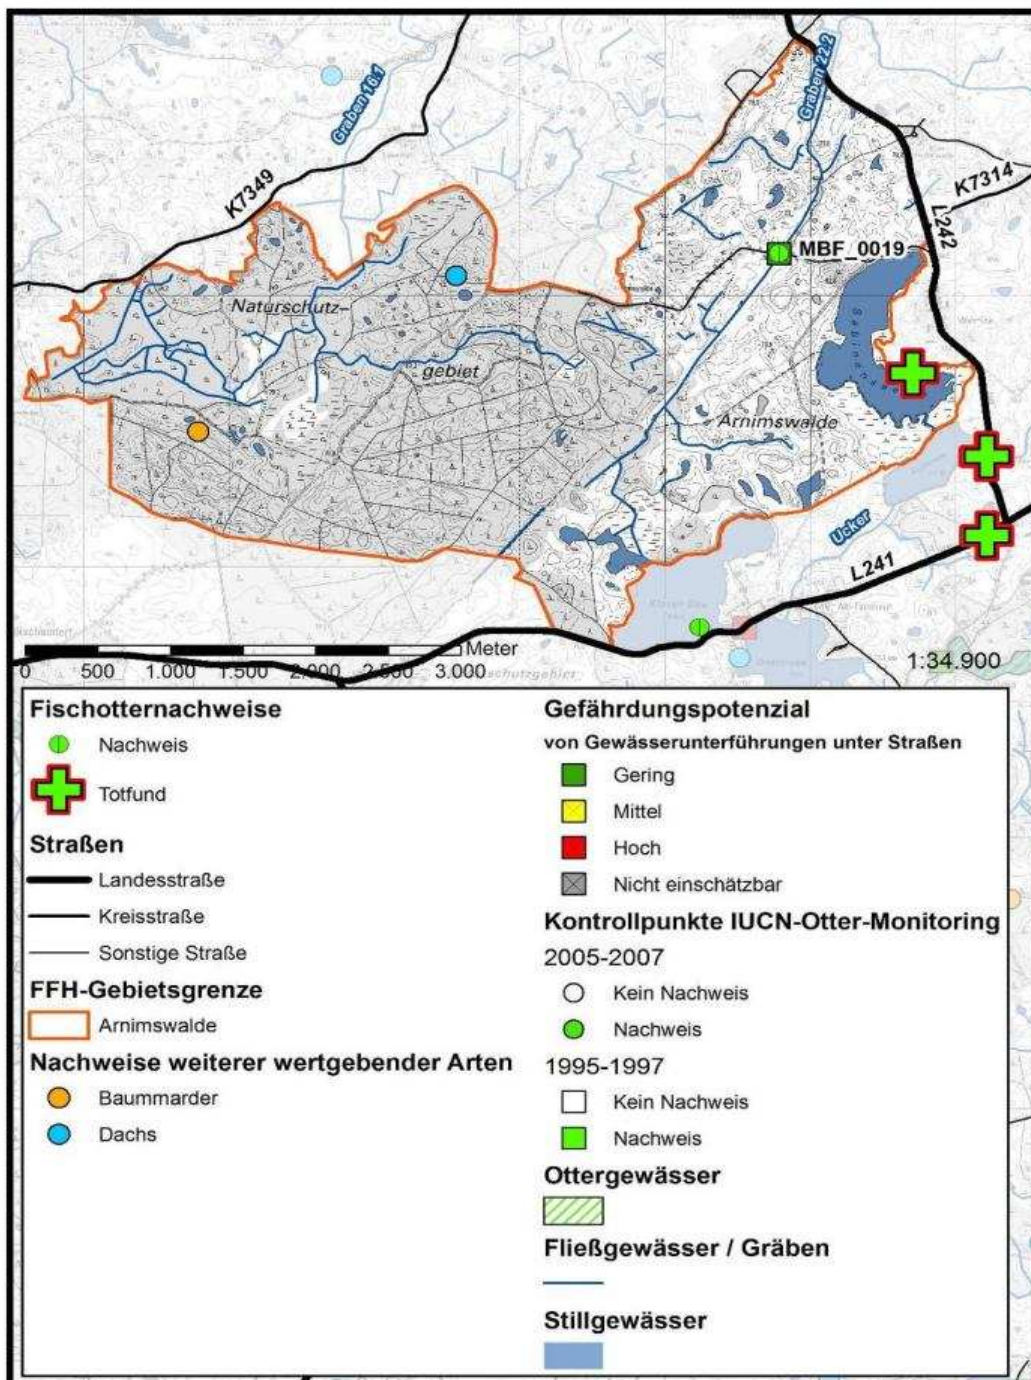 Graben 16.1
Graben 22.2
K7349
K7314
L242
MBF_0019
Naturschutz-
gebiet
Arnimswalde
Ucker
L241
Meter
0 500 1.000 1.500 2.000 2.500 3.000
1:34.900
Fischotternachweise
Nachweis
Totfund
Straßen
Landesstraße
Kreisstraße
Sonstige Straße
FFH-Gebietsgrenze
Arnimswalde
Nachweise weiterer wertgebender Arten
Baummarder
Dachs
Gefährdungspotenzial
von Gewässerunterführungen unter Straßen
Gering
Mittel
Hoch
Nicht einschätzbar
Kontrollpunkte IUCN-Otter-Monitoring
2005-2007
Kein Nachweis
Nachweis
1995-1997
Kein Nachweis
Nachweis
Ottergewässer
Fließgewässer / Gräben
Stillgewässer